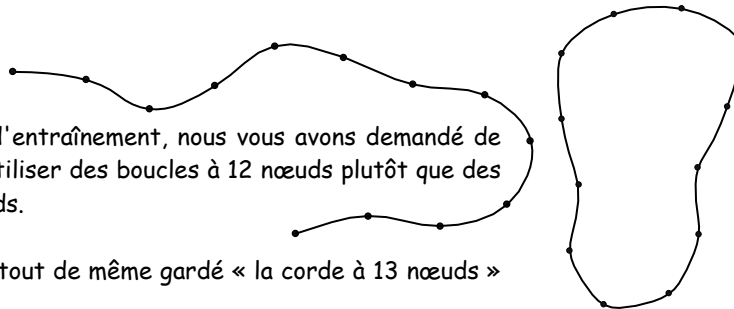 l'entraînement, nous vous avons demandé de
tiliser des boucles à 12 nœuds plutôt que des
ds.
tout de même gardé « la corde à 13 nœuds »